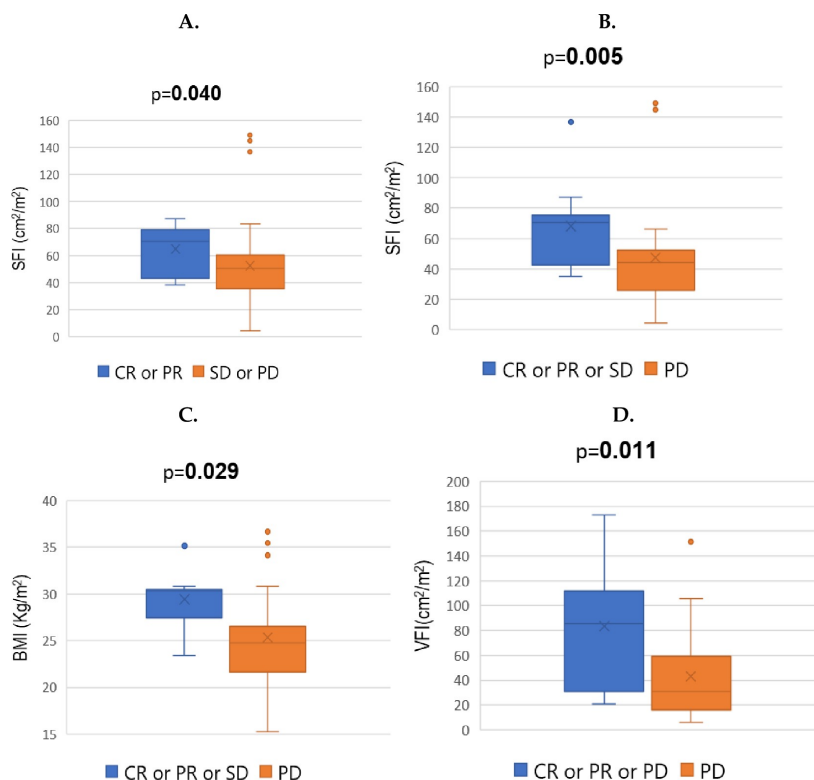 A.
p=0.040
160
140
120
100
80
60
40
20
0
SFI (cm²/m²)
CR or PR SD or PD
B.
p=0.005
160
140
120
100
80
60
40
20
0
SFI (cm²/m²)
CR or PR or SD PD
C.
p=0.029
40
35
30
25
20
15
BMI (Kg/m²)
CR or PR or SD PD
D.
p=0.011
200
180
160
140
120
100
80
60
40
20
0
VFI(cm²/m²)
CR or PR or PD PD